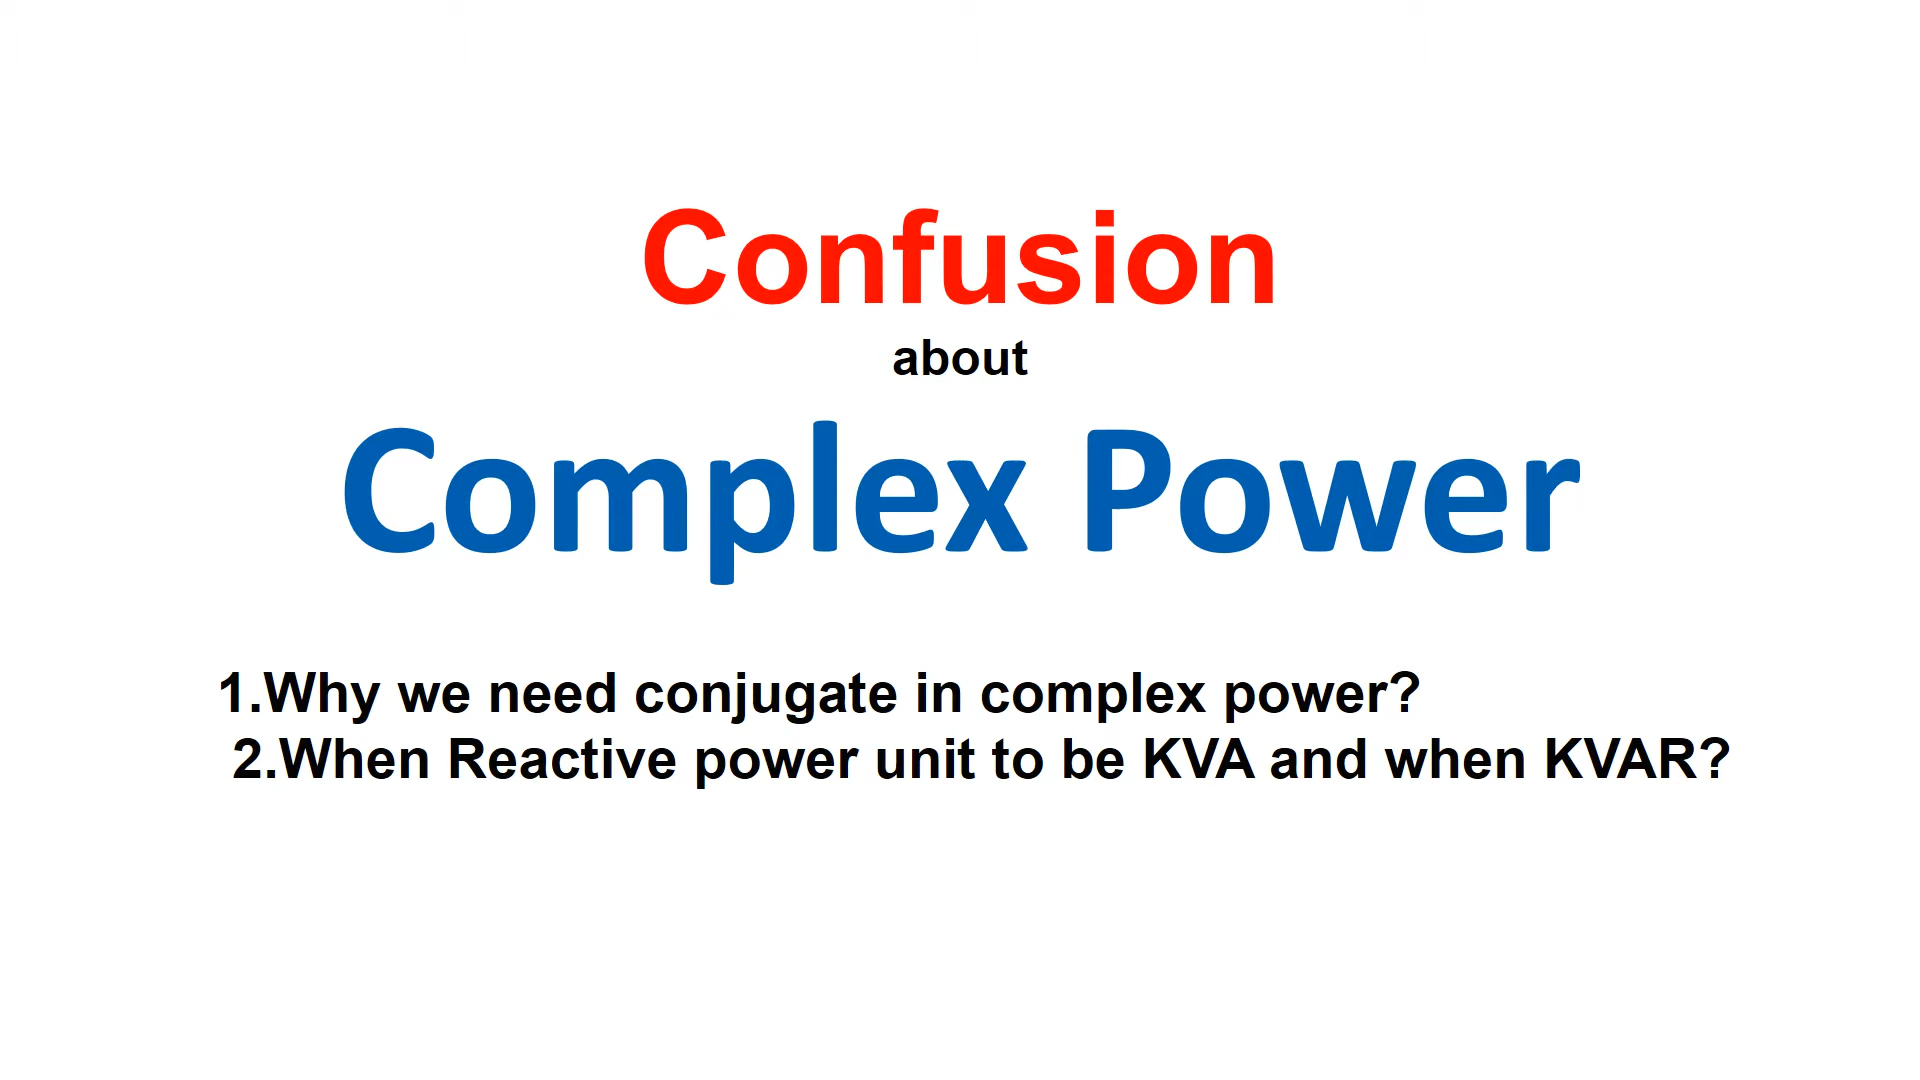 Confusion
about
Complex Power
1.Why we need conjugate in complex power?
2.When Reactive power unit to be KVA and when KVAR?